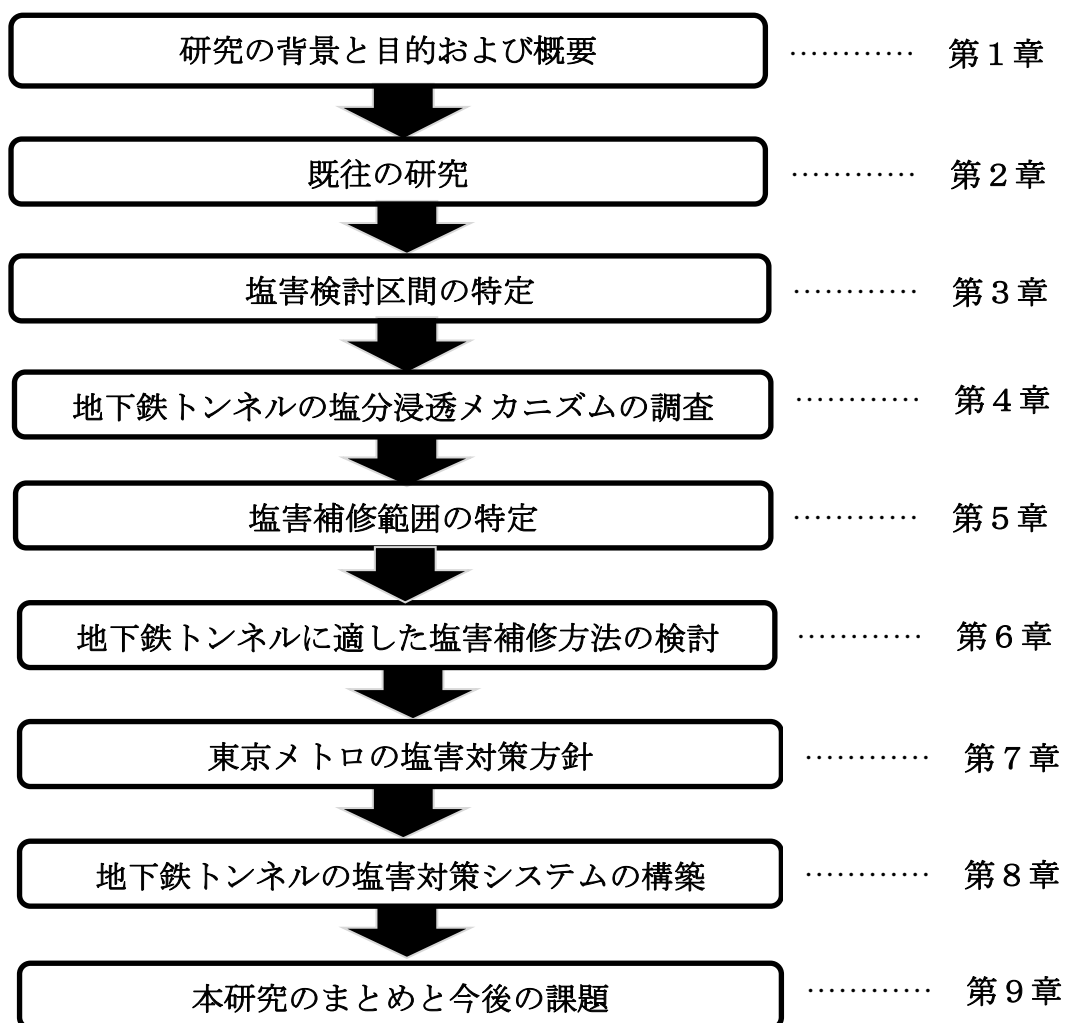 研究の背景と目的および概要 ………… 第１章
既往の研究 ………… 第２章
塩害検討区間の特定 ………… 第３章
地下鉄トンネルの塩分浸透メカニズムの調査 ………… 第４章
塩害補修範囲の特定 ………… 第５章
地下鉄トンネルに適した塩害補修方法の検討 ………… 第６章
東京メトロの塩害対策方針 ………… 第７章
地下鉄トンネルの塩害対策システムの構築 ………… 第８章
本研究のまとめと今後の課題 ………… 第９章